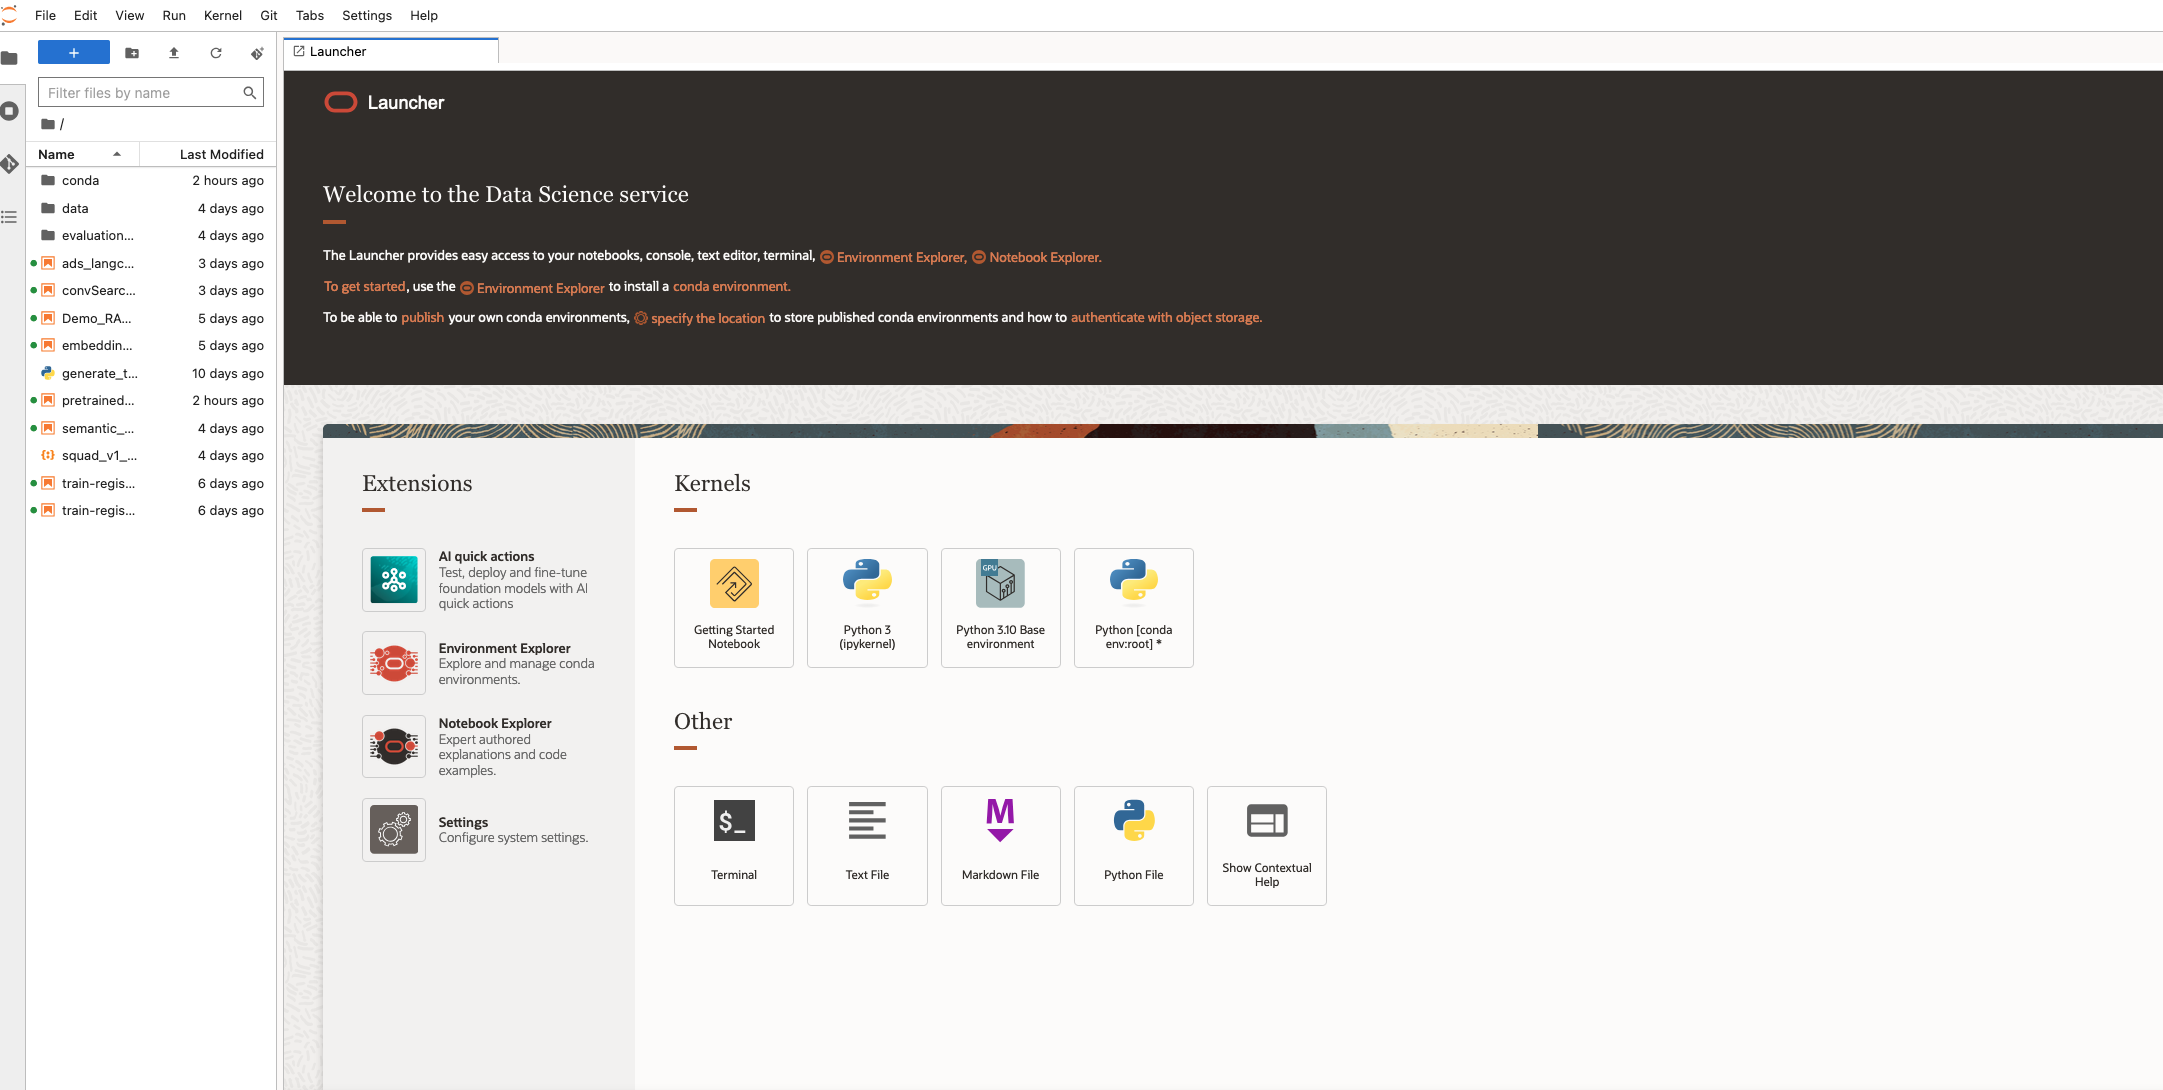 File Edit View Run Kernel Git Tabs Settings Help
+
Filter files by name
/
Name Last Modified
conda 2 hours ago
data 4 days ago
evaluation... 4 days ago
ads_langc... 3 days ago
convSearc... 3 days ago
Demo_RA... 5 days ago
embeddin... 5 days ago
generate_t... 10 days ago
pretrained... 2 hours ago
semantic_... 4 days ago
squad_v1_... 4 days ago
train-regis... 6 days ago
train-regis... 6 days ago
Launcher
Launcher
Welcome to the Data Science service
The Launcher provides easy access to your notebooks, console, text editor, terminal, Environment Explorer, Notebook Explorer.
To get started, use the Environment Explorer to install a conda environment.
To be able to publish your own conda environments, specify the location to store published conda environments and how to authenticate with object storage.
Extensions
AI quick actions
Test, deploy and fine-tune
foundation models with AI
quick actions
Environment Explorer
Explore and manage conda
environments.
Notebook Explorer
Expert authored
explanations and code
examples.
Settings
Configure system settings.
Kernels
Getting Started
Notebook
Python 3
(ipykernel)
GPU
Python 3.10 Base
environment
Python [conda
env:root] *
Other
$_
Terminal
Text File
M
Markdown File
Python File
Show Contextual
Help